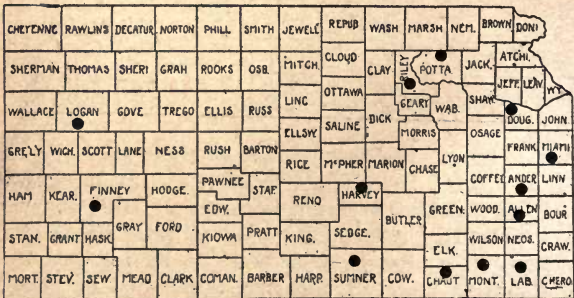 CHEYENNE RAWLINS DECATUR NORTON PHILL SMITH JEWELL REPUB WASH MARSH NEM. BROWN DONI
SHERMAN THOMAS SHERI GRAH ROOKS OSB. MITCH. CLOUD CLAY RILEY POTTA JACK. ATCHI.
JEFF. LEAV. WY.
WALLACE LOGAN GOVE TREGO ELLIS RUSS LINC OTTAWA DICK GEARY WAB. SHAW. DOUG. JOHN.
ELLSW. SALINE MORRIS OSAGE
GREELY WICH. SCOTT LANE NESS RUSH BARTON RICE McPHER MARION CHASE LYON COFFEE FRANK. MIAMI
ANDER LINN
HAM KEAR. FINNEY HODGE. PAWNEE STAF. RENO HARVEY BUTLER GREEN. WOOD. ALLEN BOUR
EDW.
STAN. GRANT HASK. GRAY FORD KIOWA PRATT KING. SEDGE. ELK. WILSON NEOS. CRAW.
MORT. STEV. SEW. MEAD CLARK COMAN. BARBER HARP. SUMNER COW. CHAUT MONT. LAB. CHERO.